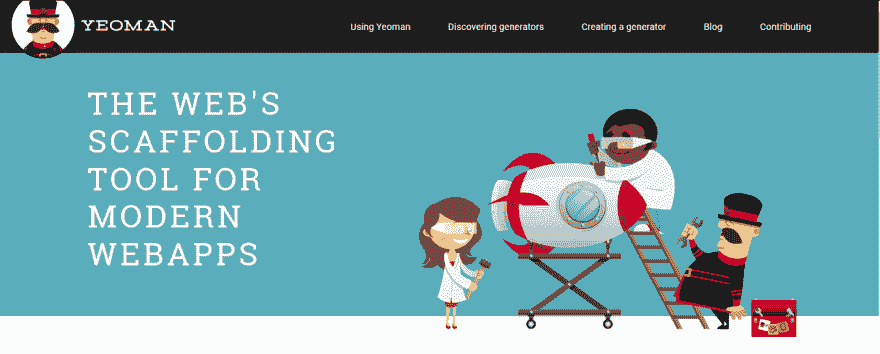 YEOMAN
Using Yeoman Discovering generators Creating a generator Blog Contributing
THE WEB'S
SCAFFOLDING
TOOL FOR
MODERN
WEBAPPS